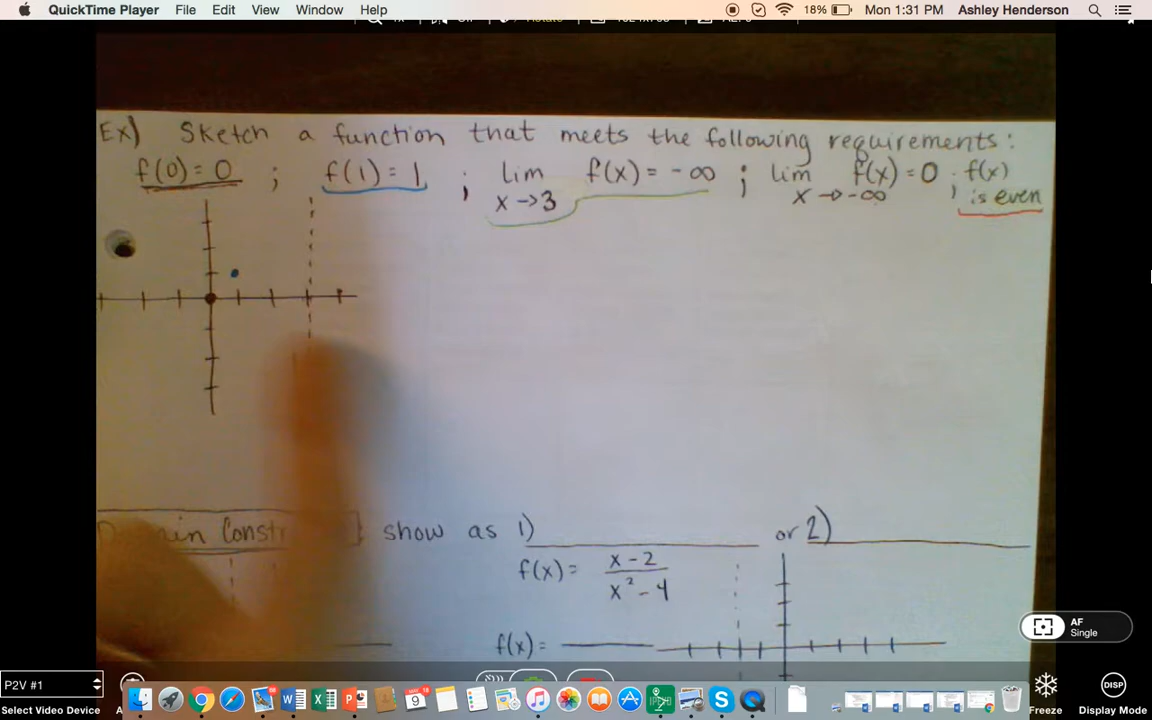 QuickTime Player File Edit View Window Help 18% Mon 1:31 PM Ashley Henderson
Ex) Sketch a function that meets the following requirements:
f(0) = 0 ; f(1) = 1 ; lim x→3 f(x) = -∞ ; lim x→-∞ f(x) = 0 ; f(x) is even
show as 1) or 2)
f(x) = x-2 / x²-4
f(x) =
AF
Single
P2V #1
Select Video Device
Freeze
DISP
Display Mode